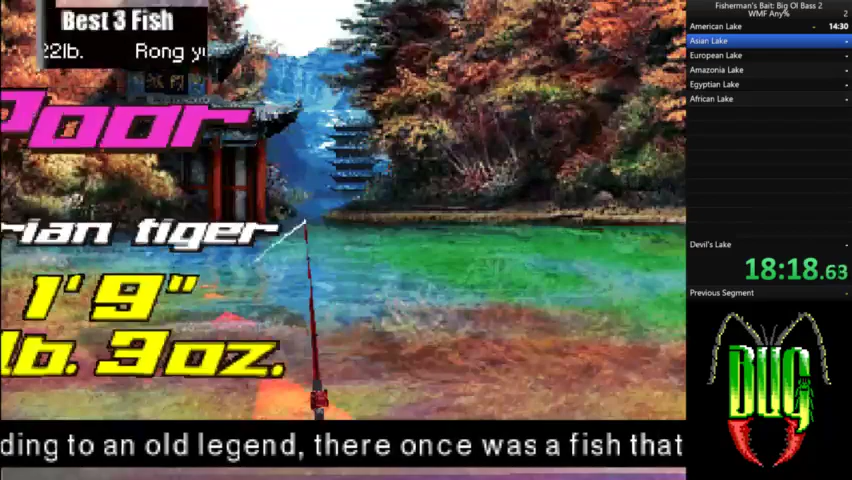 Best 3 Fish
22lb. Rong yu
Poor
rian tiger
1' 9"
lb. 3oz.
ding to an old legend, there once was a fish that
Fisherman's Bait: Big Ol Bass 2
WMF Any% 2
American Lake - 14:30
Asian Lake -
European Lake -
Amazonia Lake -
Egyptian Lake -
African Lake -
Devil's Lake -
18:18.63
Previous Segment -
BUG